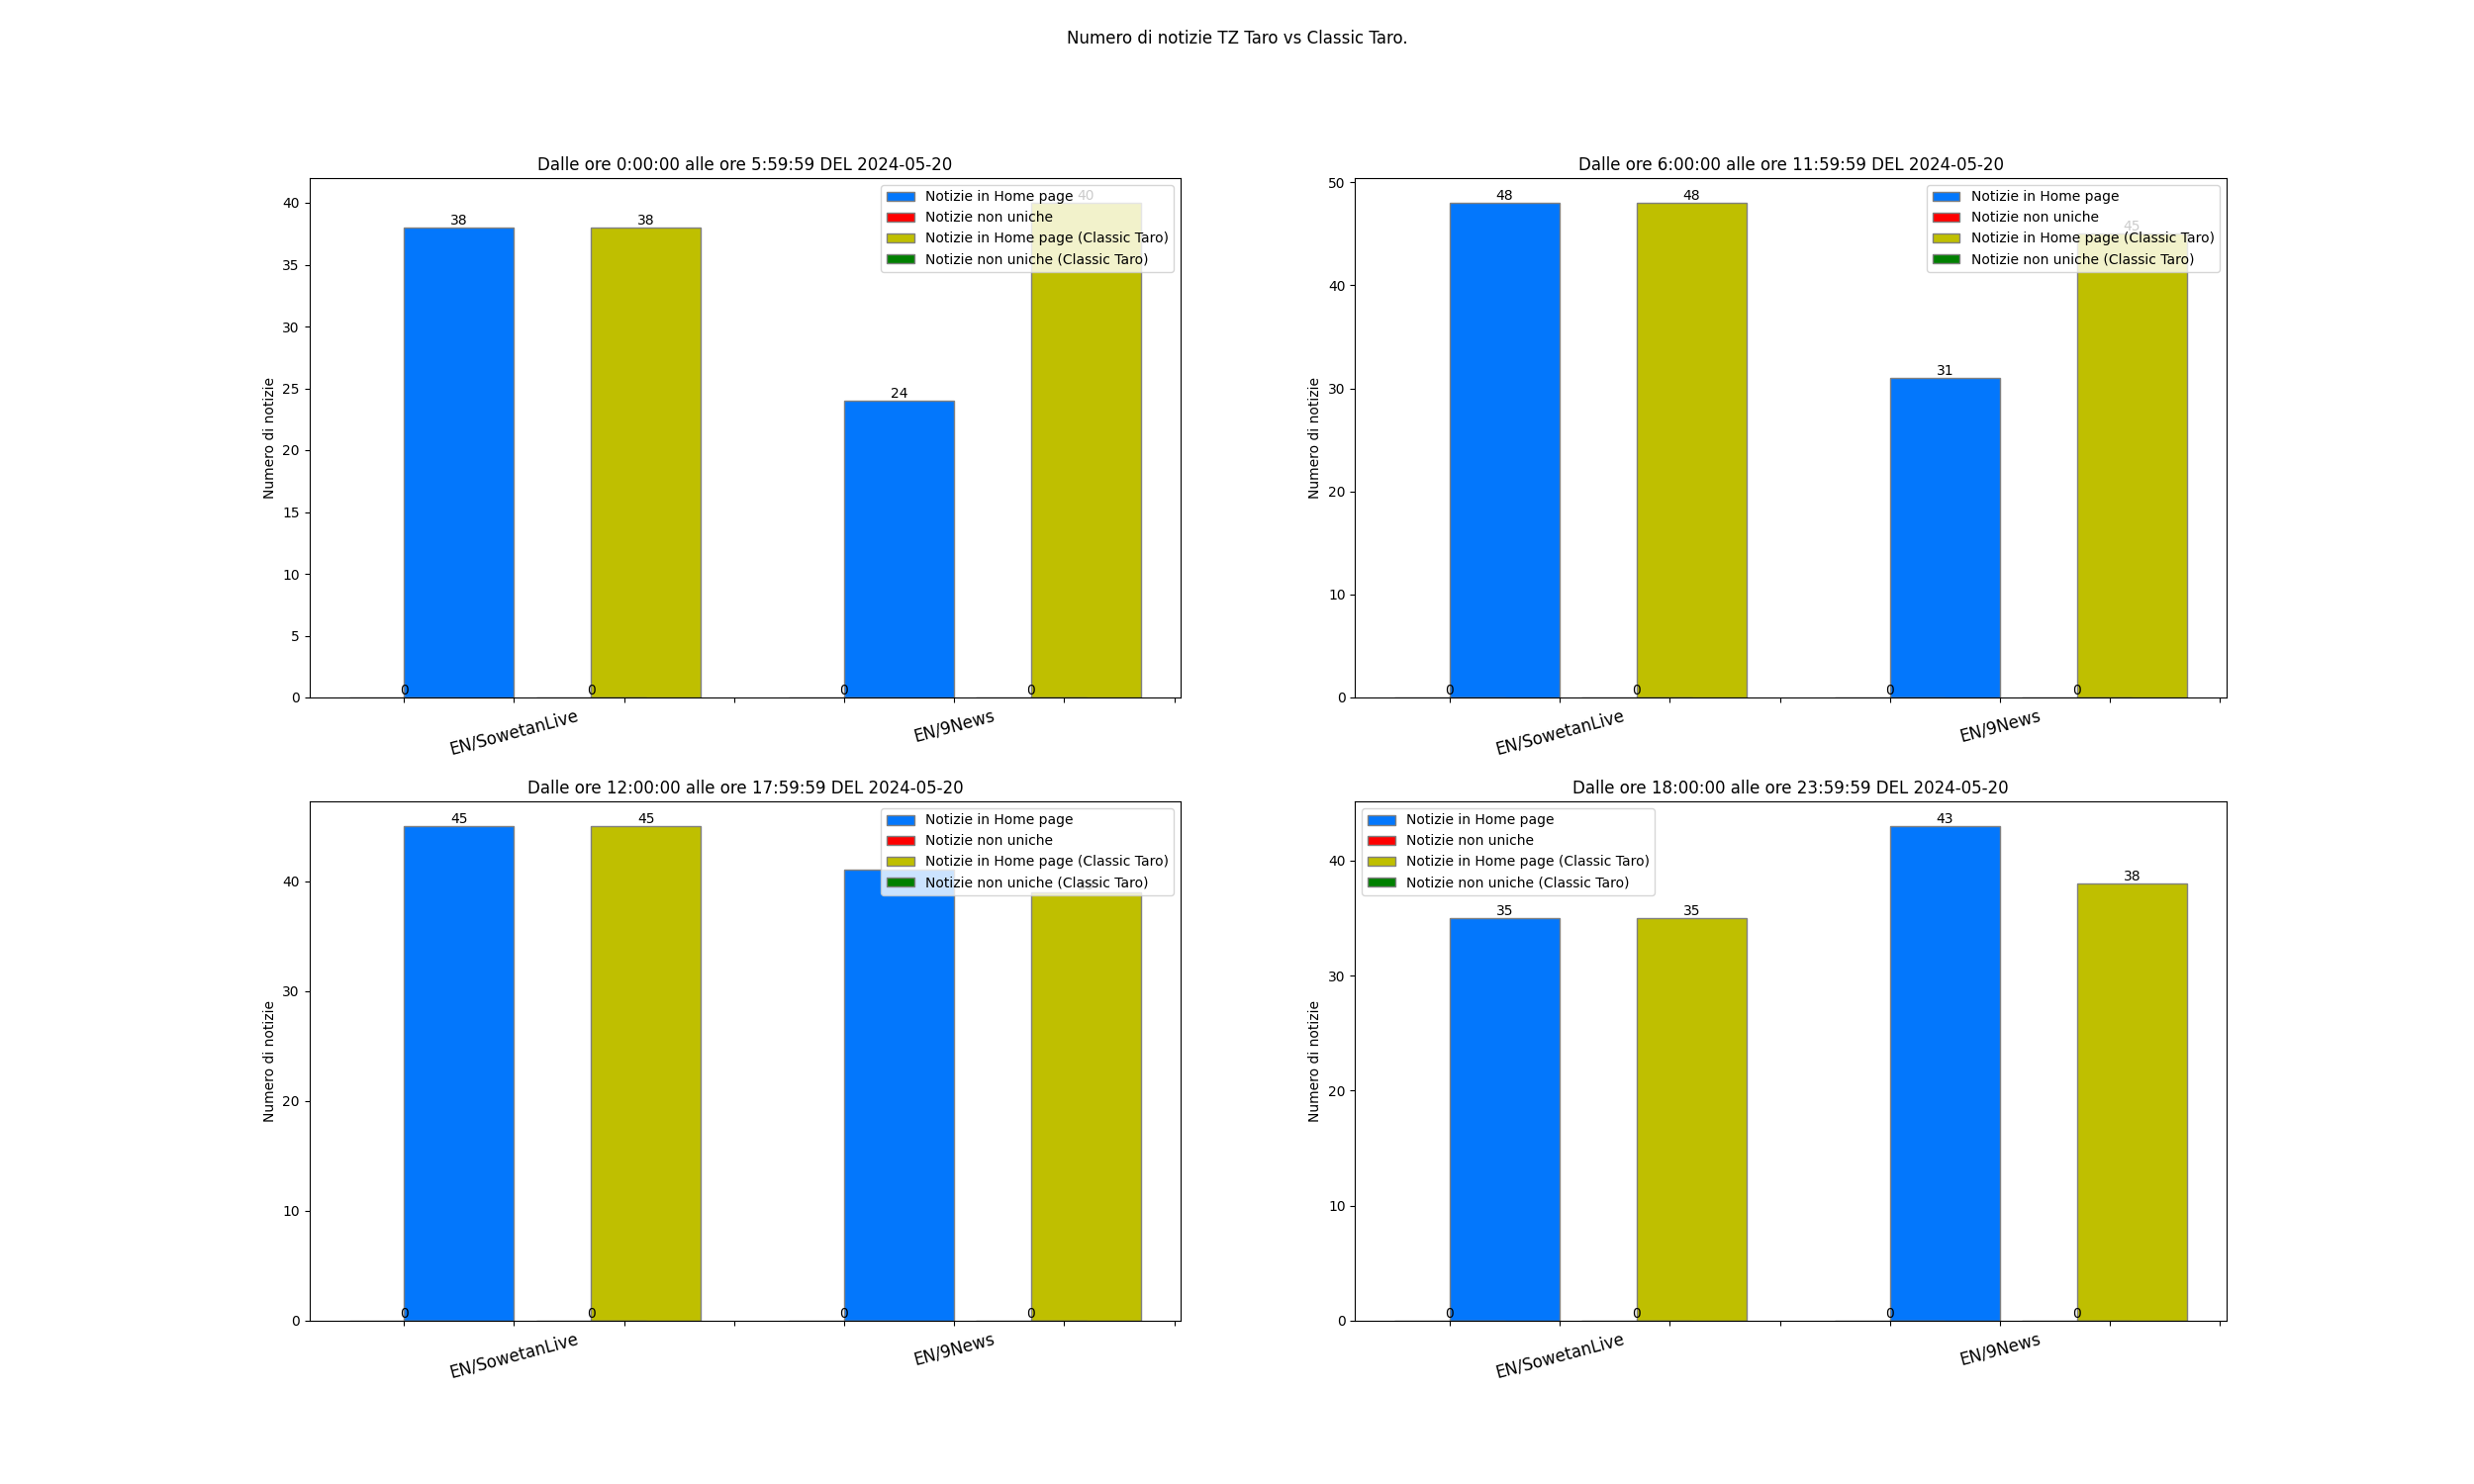 Numero di notizie TZ Taro vs Classic Taro.
Dalle ore 0:00:00 alle ore 5:59:59 DEL 2024-05-20
Numero di notizie
40
35
30
25
20
15
10
5
0
38
38
24
40
0
0
0
0
Notizie in Home page
Notizie non uniche
Notizie in Home page (Classic Taro)
Notizie non uniche (Classic Taro)
EN/SowetanLive
EN/9News
Dalle ore 6:00:00 alle ore 11:59:59 DEL 2024-05-20
Numero di notizie
50
40
30
20
10
0
48
48
31
45
0
0
0
0
Notizie in Home page
Notizie non uniche
Notizie in Home page (Classic Taro)
Notizie non uniche (Classic Taro)
EN/SowetanLive
EN/9News
Dalle ore 12:00:00 alle ore 17:59:59 DEL 2024-05-20
Numero di notizie
40
30
20
10
0
45
45
0
0
0
0
Notizie in Home page
Notizie non uniche
Notizie in Home page (Classic Taro)
Notizie non uniche (Classic Taro)
EN/SowetanLive
EN/9News
Dalle ore 18:00:00 alle ore 23:59:59 DEL 2024-05-20
Numero di notizie
40
30
20
10
0
35
35
43
38
0
0
0
0
Notizie in Home page
Notizie non uniche
Notizie in Home page (Classic Taro)
Notizie non uniche (Classic Taro)
EN/SowetanLive
EN/9News